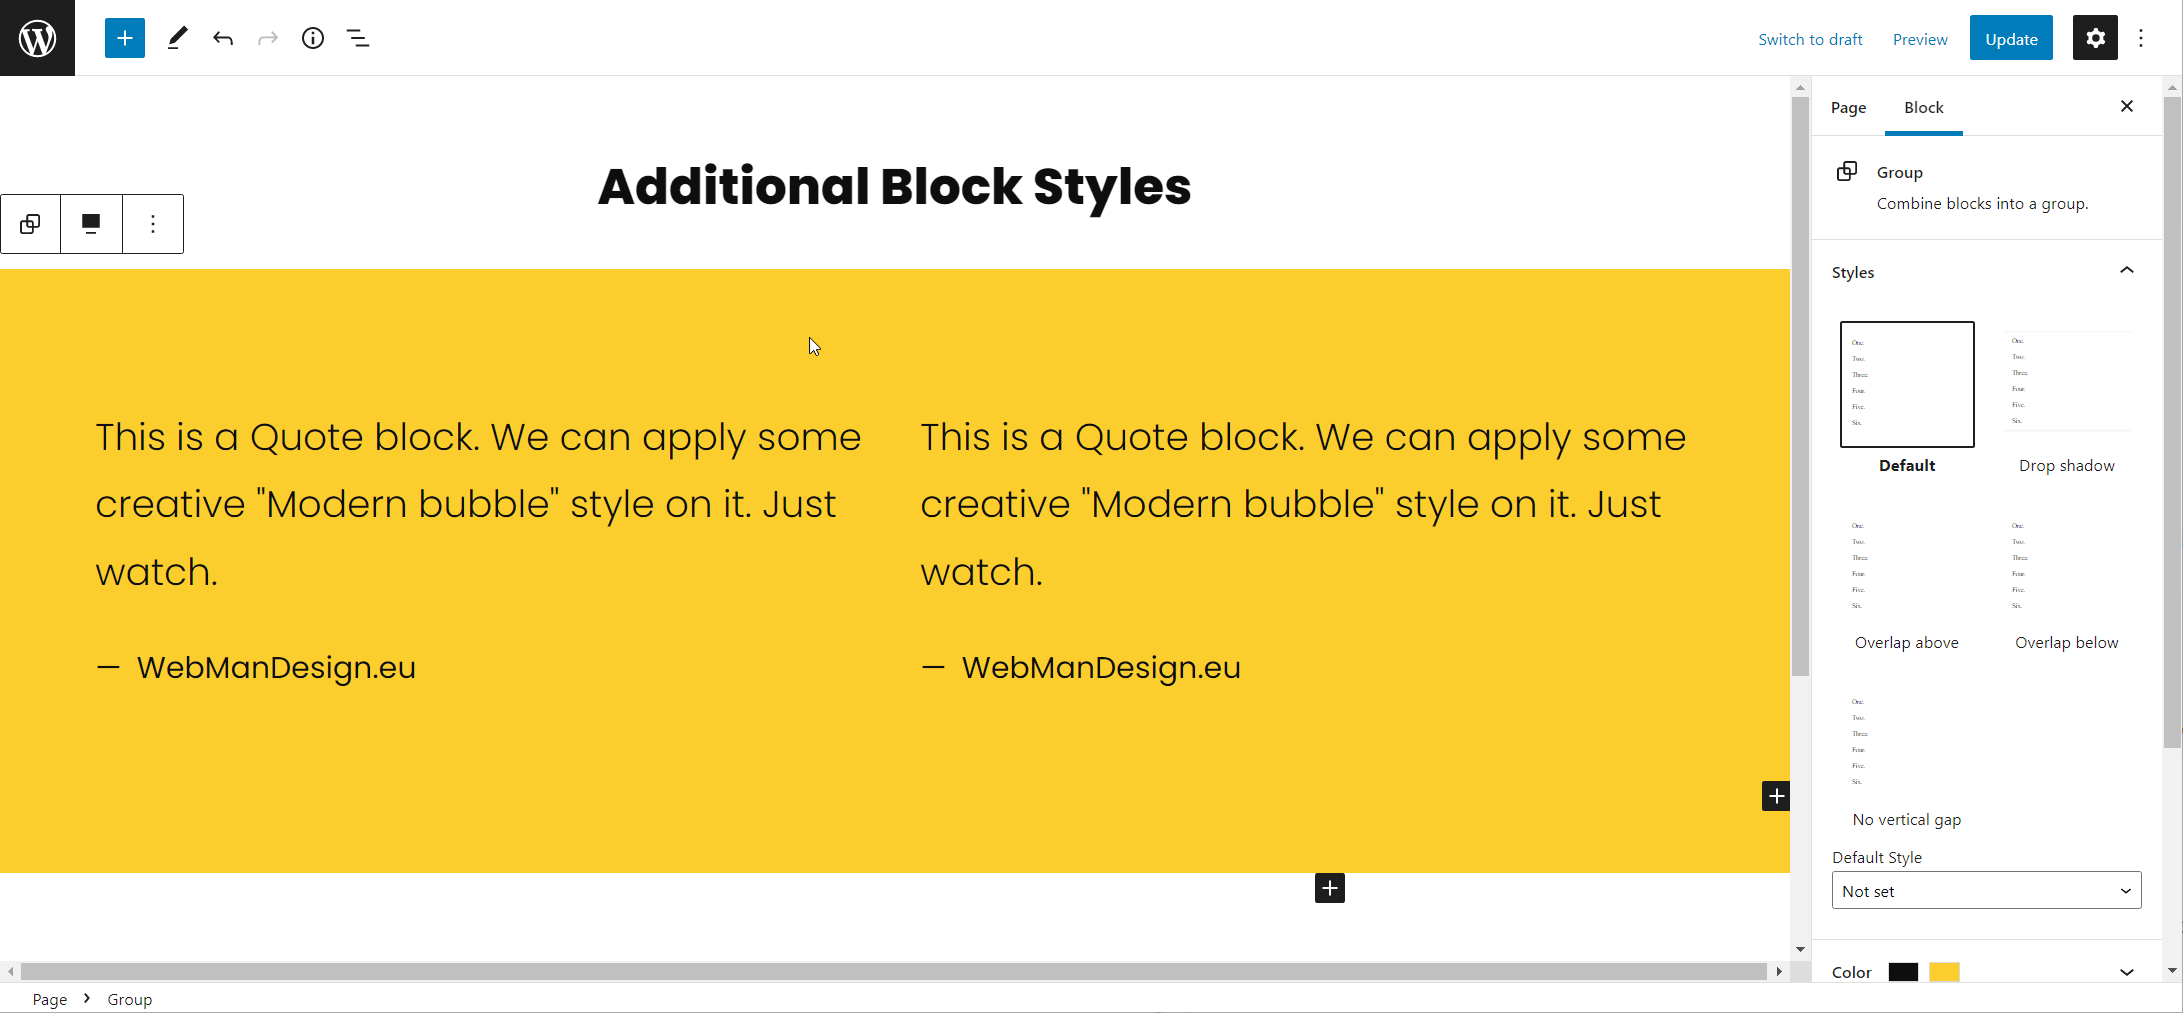 Switch to draft
Preview
Update
Page
Block
Additional Block Styles
Group
Combine blocks into a group.
Styles
This is a Quote block. We can apply some
creative "Modern bubble" style on it. Just
watch.
— WebManDesign.eu
This is a Quote block. We can apply some
creative "Modern bubble" style on it. Just
watch.
— WebManDesign.eu
One.
Two.
Three.
Four.
Five.
Six.
Default
One.
Two.
Three.
Four.
Five.
Six.
Drop shadow
One.
Two.
Three.
Four.
Five.
Six.
Overlap above
One.
Two.
Three.
Four.
Five.
Six.
Overlap below
One.
Two.
Three.
Four.
Five.
Six.
No vertical gap
Default Style
Not set
Color
Page
Group